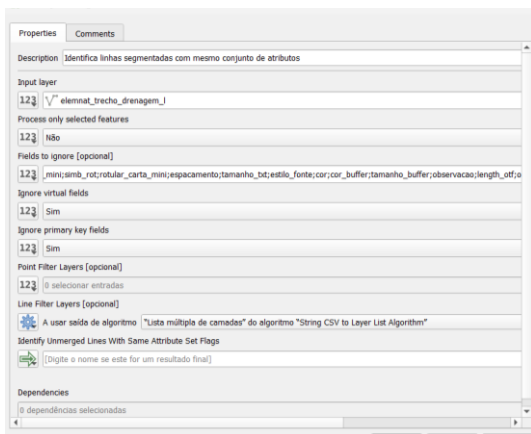 Properties Comments
Description Identifica linhas segmentadas com mesmo conjunto de atributos
Input layer
123 elemnat_trecho_drenagem_l
Process only selected features
123 Não
Fields to ignore [optional]
123 _mini;simb_rot;rotular_carta_mini;espacamento;tamanho_txt;estilo_fonte;cor;cor_buffer;tamanho_buffer;observacao;length_otf;o
Ignore virtual fields
123 Sim
Ignore primary key fields
123 Sim
Point Filter Layers [opcional]
123 0 selecionar entradas
Line Filter Layers [opcional]
A usar saída de algoritmo "Lista múltipla de camadas" do algoritmo "String CSV to Layer List Algorithm"
Identify Unmerged Lines With Same Attribute Set Flags
[Digite o nome se este for um resultado final]
Dependencies
0 dependências selecionadas